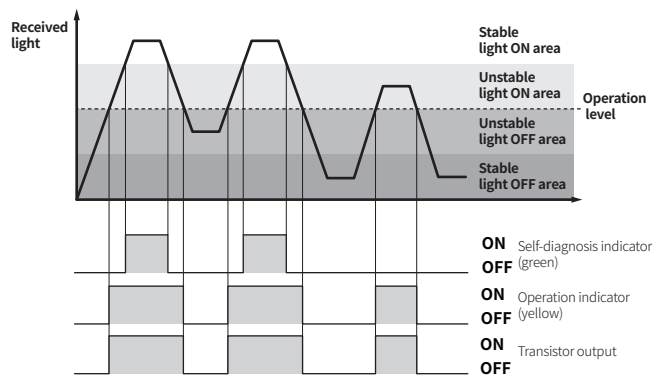 Received
light
Stable
light ON area
Unstable
light ON area
Operation
level
Unstable
light OFF area
Stable
light OFF area
ON
OFF
Self-diagnosis indicator
(green)
ON
OFF
Operation indicator
(yellow)
ON
OFF
Transistor output